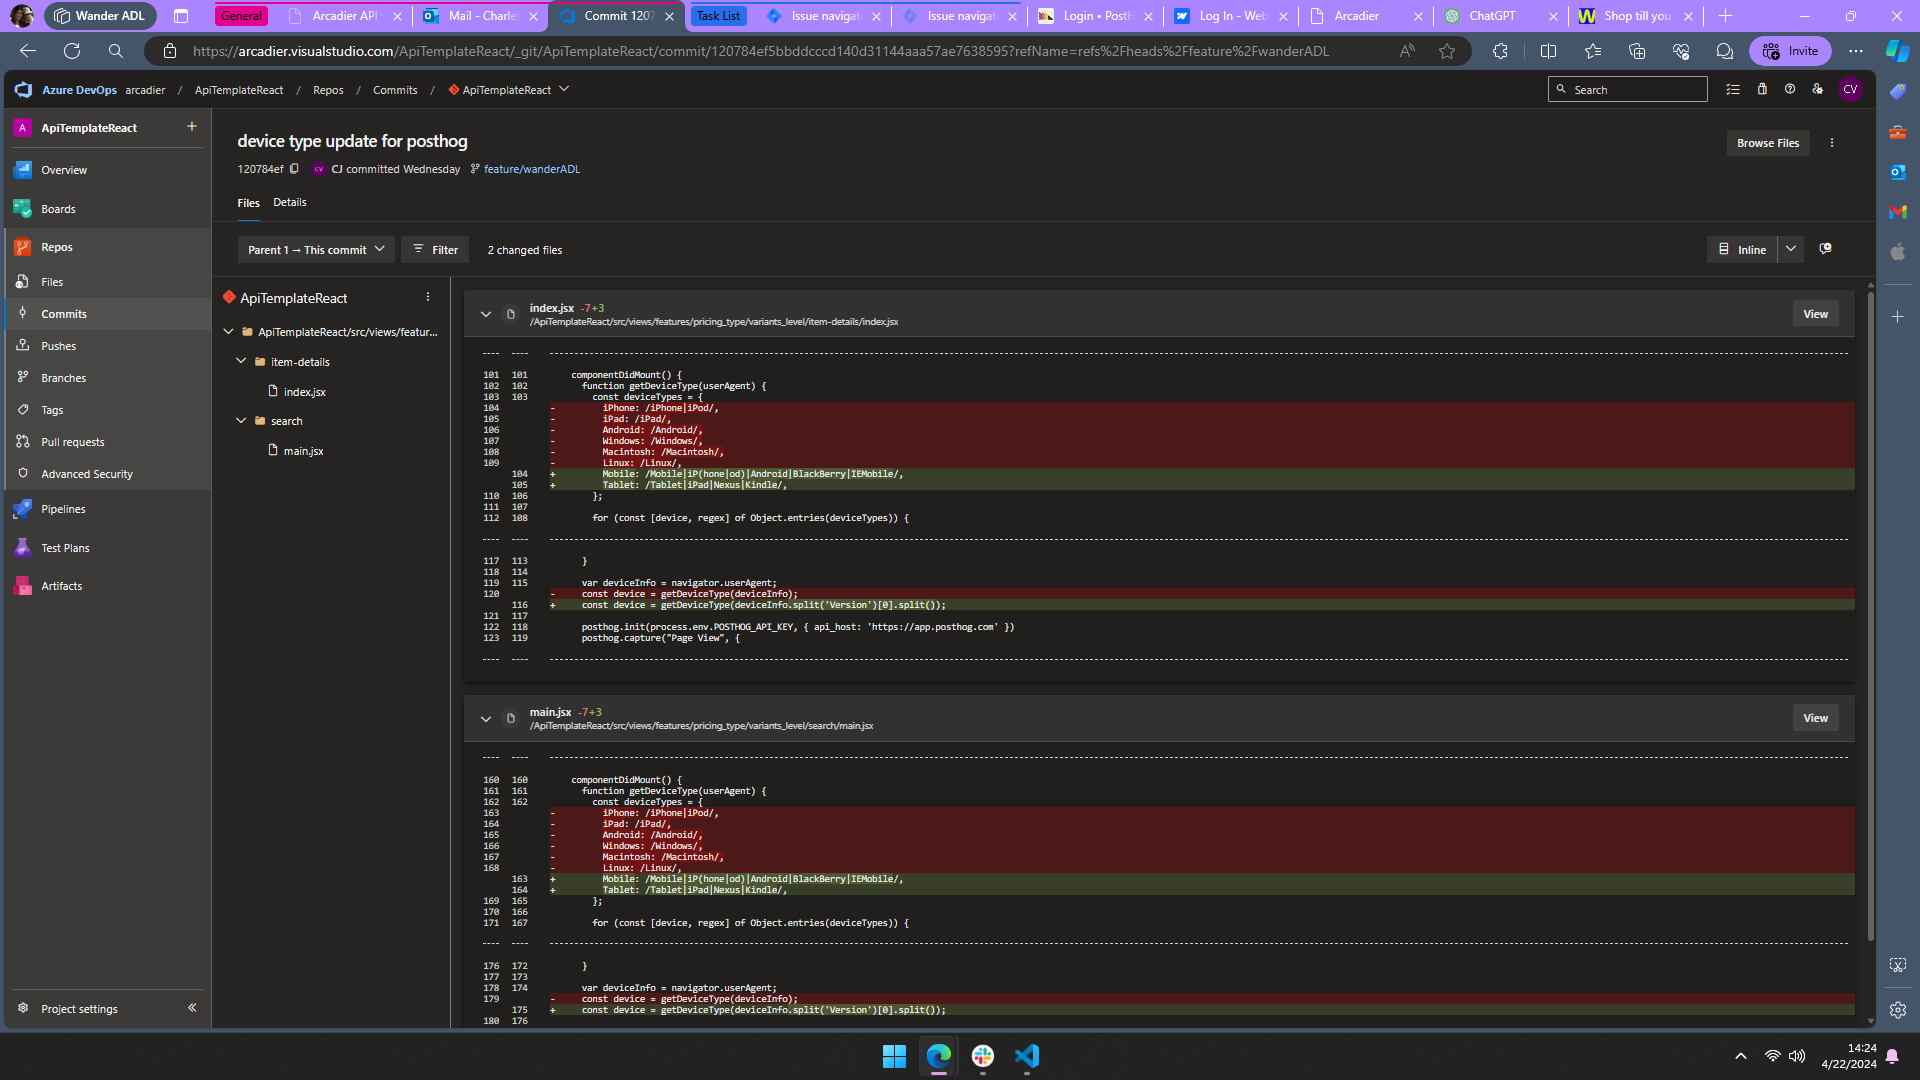 Wander ADL
General
Arcadier API
Mail - Charle
Commit 1207
Task List
Issue navigat
Issue navigat
Login • PostH
Log In - Web
Arcadier
ChatGPT
Shop till you
https://arcadier.visualstudio.com/ApiTemplateReact/_git/ApiTemplateReact/commit/120784ef5bbddcccd140d31144aaa57ae7638595?refName=refs%2Fheads%2Ffeature%2FwanderADL
Invite
Azure DevOps arcadier / ApiTemplateReact / Repos / Commits / ApiTemplateReact
Search
CV
A ApiTemplateReact +
Overview
Boards
Repos
Files
Commits
Pushes
Branches
Tags
Pull requests
Advanced Security
Pipelines
Test Plans
Artifacts
Project settings
device type update for posthog
Browse Files
120784ef CV CJ committed Wednesday feature/wanderADL
Files Details
Parent 1 → This commit Filter 2 changed files
Inline
ApiTemplateReact
ApiTemplateReact/src/views/featur...
item-details
index.jsx
search
main.jsx
index.jsx -7+3
/ApiTemplateReact/src/views/features/pricing_type/variants_level/item-details/index.jsx
View
101 101 componentDidMount() {
102 102 function getDeviceType(userAgent) {
103 103 const deviceTypes = {
104 - iPhone: /iPhone|iPod/,
105 - iPad: /iPad/,
106 - Android: /Android/,
107 - Windows: /Windows/,
108 - Macintosh: /Macintosh/,
109 - Linux: /Linux/,
104 + Mobile: /Mobile|iP(hone|od)|Android|BlackBerry|IEMobile/,
105 + Tablet: /Tablet|iPad|Nexus|Kindle/,
110 106 };
111 107
112 108 for (const [device, regex] of Object.entries(deviceTypes)) {
117 113 }
118 114
119 115 var deviceInfo = navigator.userAgent;
120 - const device = getDeviceType(deviceInfo);
116 + const device = getDeviceType(deviceInfo.split('Version')[0].split());
121 117
122 118 posthog.init(process.env.POSTHOG_API_KEY, { api_host: 'https://app.posthog.com' })
123 119 posthog.capture("Page View", {
main.jsx -7+3
/ApiTemplateReact/src/views/features/pricing_type/variants_level/search/main.jsx
View
160 160 componentDidMount() {
161 161 function getDeviceType(userAgent) {
162 162 const deviceTypes = {
163 - iPhone: /iPhone|iPod/,
164 - iPad: /iPad/,
165 - Android: /Android/,
166 - Windows: /Windows/,
167 - Macintosh: /Macintosh/,
168 - Linux: /Linux/,
163 + Mobile: /Mobile|iP(hone|od)|Android|BlackBerry|IEMobile/,
164 + Tablet: /Tablet|iPad|Nexus|Kindle/,
169 165 };
170 166
171 167 for (const [device, regex] of Object.entries(deviceTypes)) {
176 172 }
177 173
178 174 var deviceInfo = navigator.userAgent;
179 - const device = getDeviceType(deviceInfo);
175 + const device = getDeviceType(deviceInfo.split('Version')[0].split());
180 176
14:24
4/22/2024